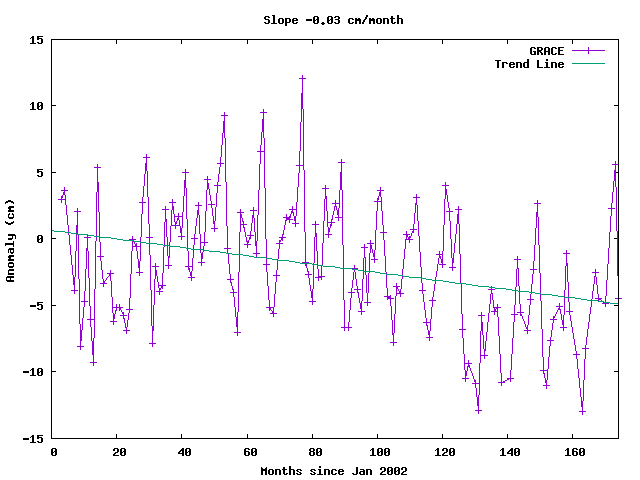 Slope -0.03 cm/month
GRACE
Trend Line
15
10
5
0
-5
-10
-15
Anomaly (cm)
0 20 40 60 80 100 120 140 160
Months since Jan 2002